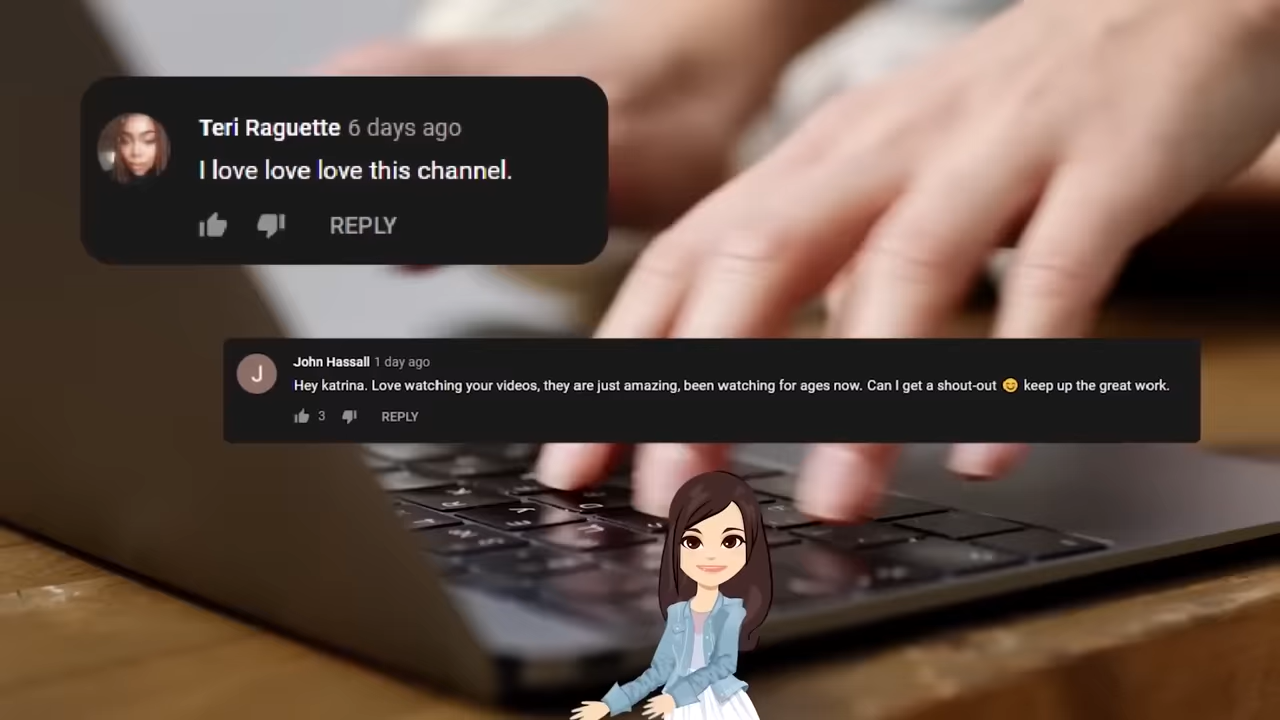 Teri Raguette 6 days ago
I love love love this channel.
REPLY
J
John Hassall 1 day ago
Hey katrina. Love watching your videos, they are just amazing, been watching for ages now. Can I get a shout-out 😊 keep up the great work.
3
REPLY